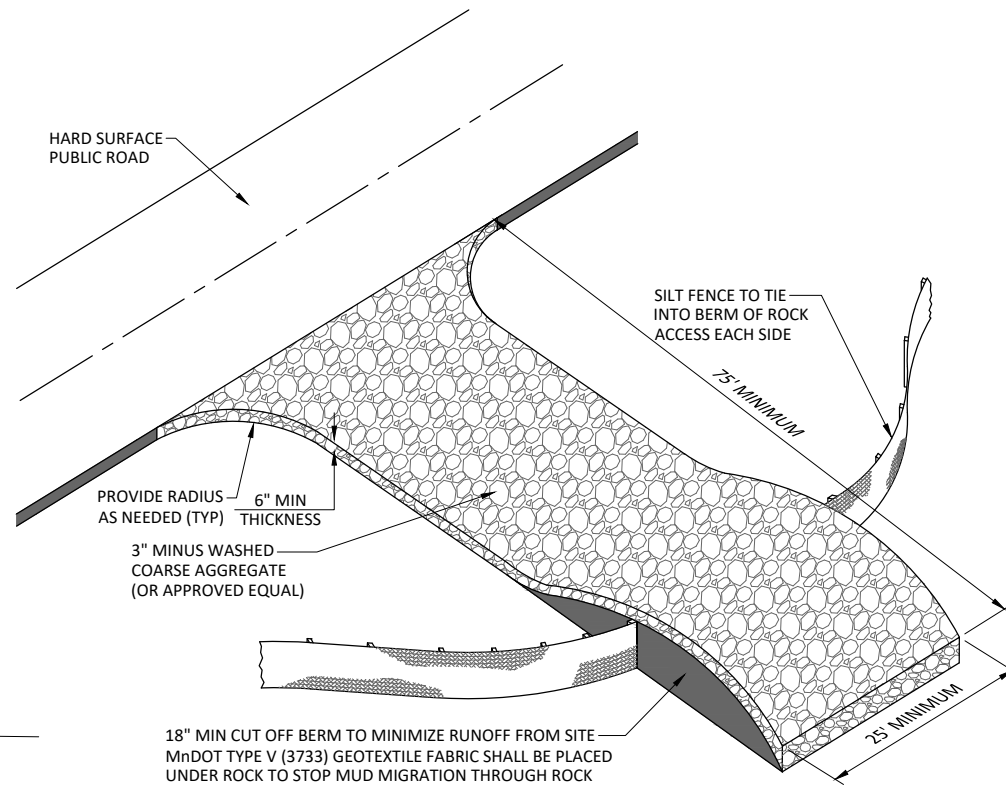 HARD SURFACE
PUBLIC ROAD
SILT FENCE TO TIE
INTO BERM OF ROCK
ACCESS EACH SIDE
75' MINIMUM
PROVIDE RADIUS
AS NEEDED (TYP)
6" MIN
THICKNESS
3" MINUS WASHED
COARSE AGGREGATE
(OR APPROVED EQUAL)
25' MINIMUM
18" MIN CUT OFF BERM TO MINIMIZE RUNOFF FROM SITE
MnDOT TYPE V (3733) GEOTEXTILE FABRIC SHALL BE PLACED
UNDER ROCK TO STOP MUD MIGRATION THROUGH ROCK